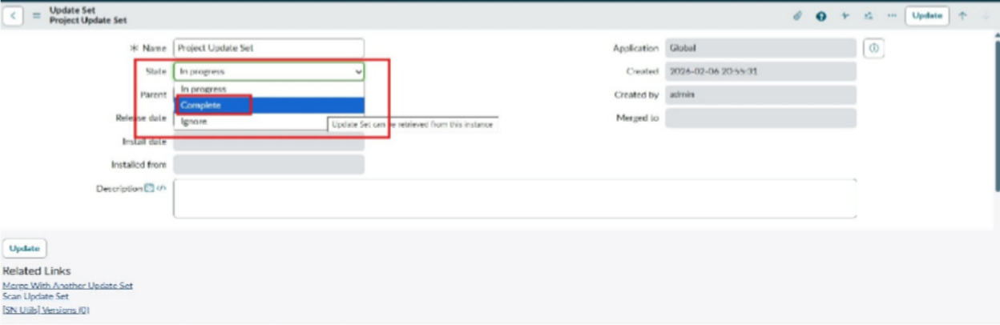 Update Set
Project Update Set
Update
Name Project Update Set
State In progress
In progress
Complete
Ignore
Update Set can be retrieved from this instance
Parent
Release date
Install date
Installed from
Description
Application Global
Created 2026-02-06 20:55:31
Created by admin
Merged to
Update
Related Links
Merge With Another Update Set
Scan Update Set
[SN Utils] Versions (0)